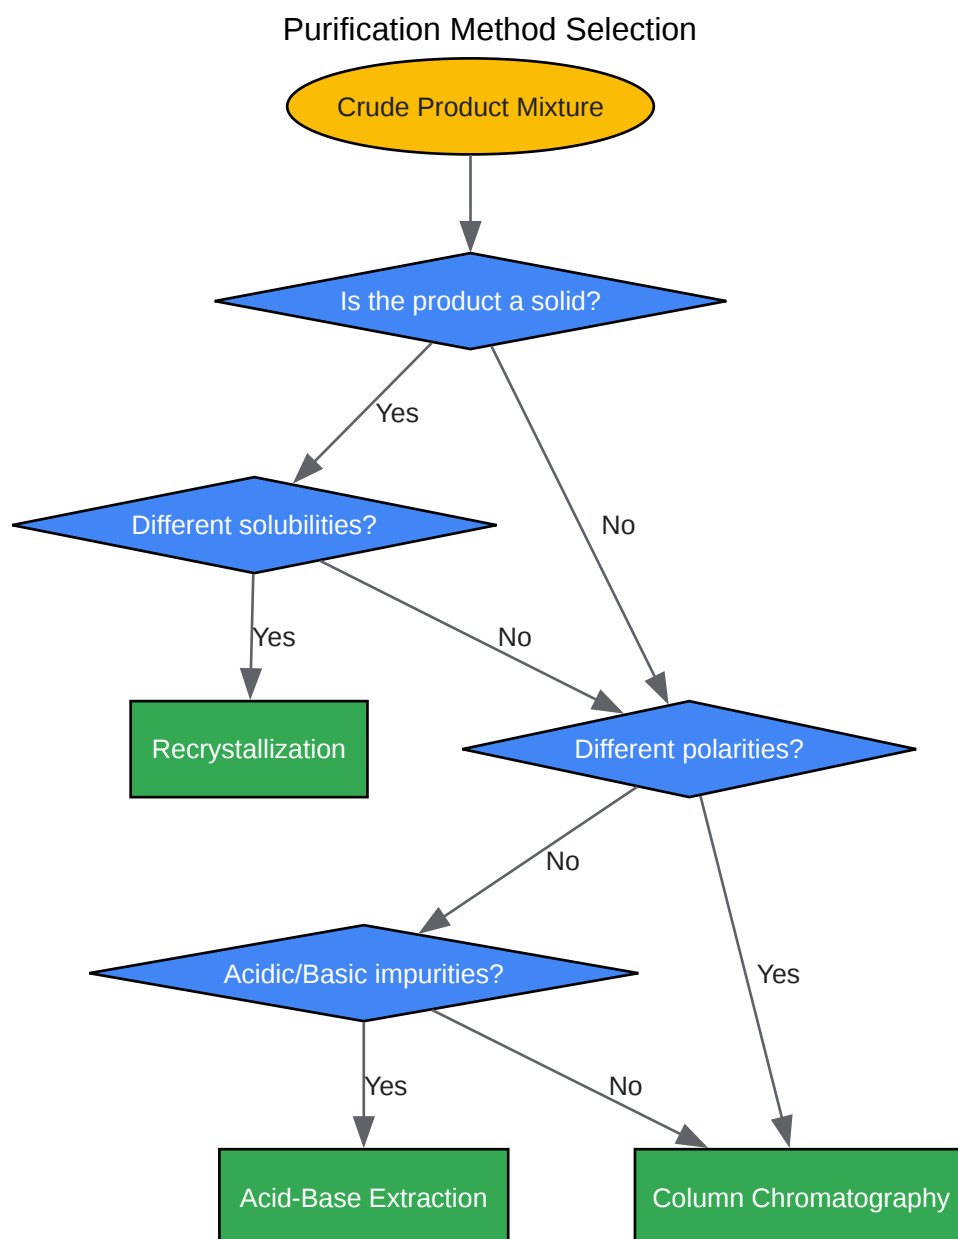 Purification Method Selection
Crude Product Mixture
Is the product a solid?
Yes
Different solubilities?
No
Yes
No
Recrystallization
Different polarities?
No
Acidic/Basic impurities?
Yes
Yes
No
Acid-Base Extraction
Column Chromatography